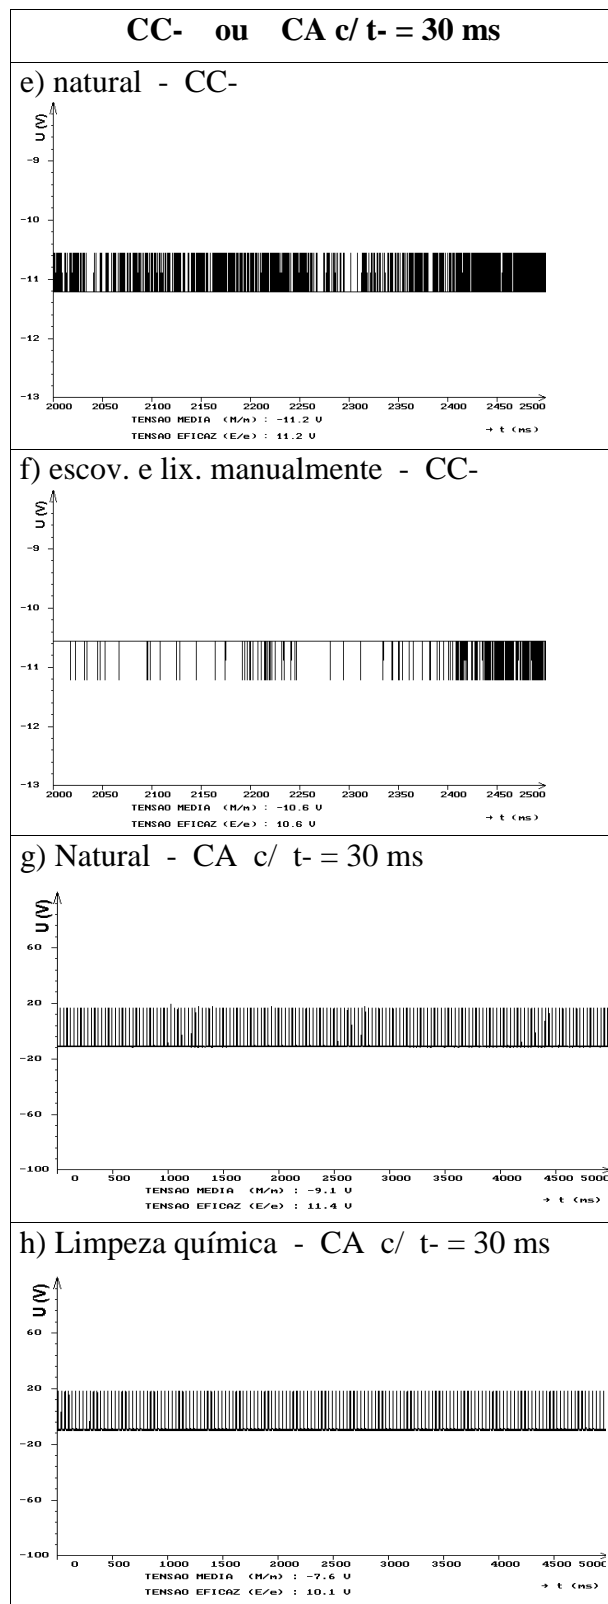 CC- ou CA c/ t- = 30 ms
e) natural - CC-
U (V)
-9
-10
-11
-12
-13
2000 2050 2100 2150 2200 2250 2300 2350 2400 2450 2500
TENSAO MEDIA (M/m) : -11.2 V
→ t (ms)
TENSAO EFICAZ (E/e) : 11.2 V
f) escov. e lix. manualmente - CC-
U (V)
-9
-10
-11
-12
-13
2000 2050 2100 2150 2200 2250 2300 2350 2400 2450 2500
TENSAO MEDIA (M/m) : -10.6 V
→ t (ms)
TENSAO EFICAZ (E/e) : 10.6 V
g) Natural - CA c/ t- = 30 ms
U (V)
60
20
-20
-60
-100
0 500 1000 1500 2000 2500 3000 3500 4000 4500 5000
TENSAO MEDIA (M/m) : -9.1 V
→ t (ms)
TENSAO EFICAZ (E/e) : 11.4 V
h) Limpeza química - CA c/ t- = 30 ms
U (V)
60
20
-20
-60
-100
0 500 1000 1500 2000 2500 3000 3500 4000 4500 5000
TENSAO MEDIA (M/m) : -7.6 V
→ t (ms)
TENSAO EFICAZ (E/e) : 10.1 V